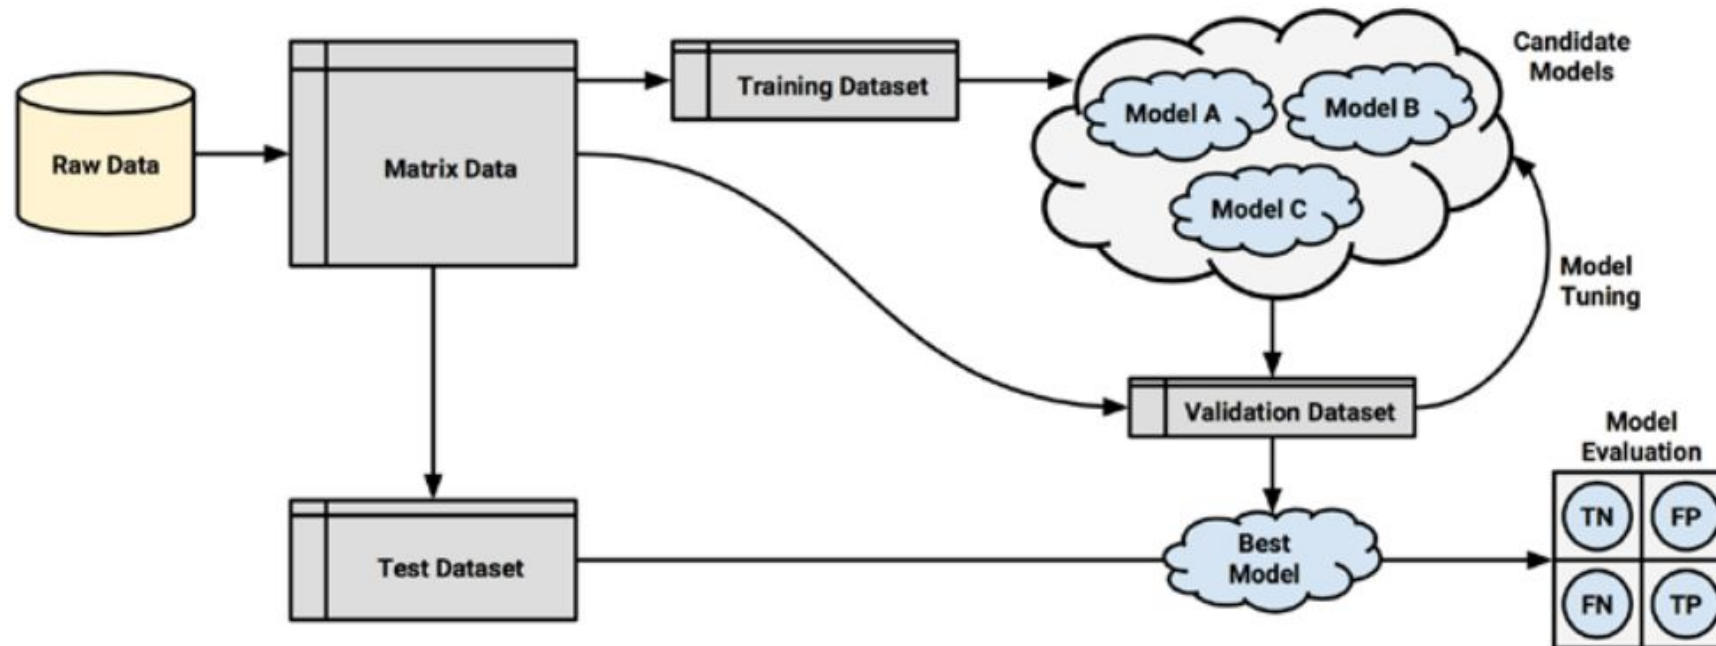 Raw Data
Matrix Data
Training Dataset
Candidate
Models
Model A
Model B
Model C
Model
Tuning
Validation Dataset
Model
Evaluation
TN
FP
FN
TP
Test Dataset
Best
Model